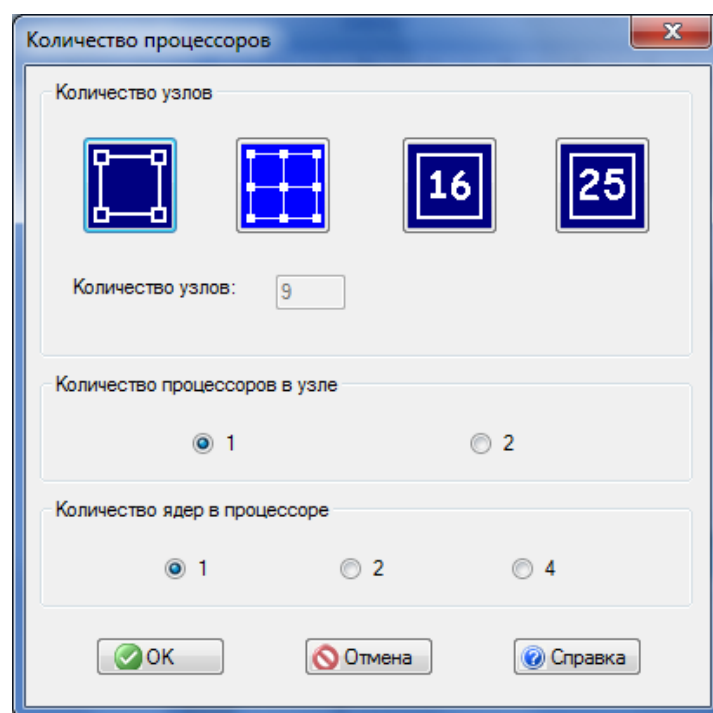 Количество процессоров
Количество узлов
16 25
Количество узлов: 9
Количество процессоров в узле
1 2
Количество ядер в процессоре
1 2 4
OK Отмена Справка